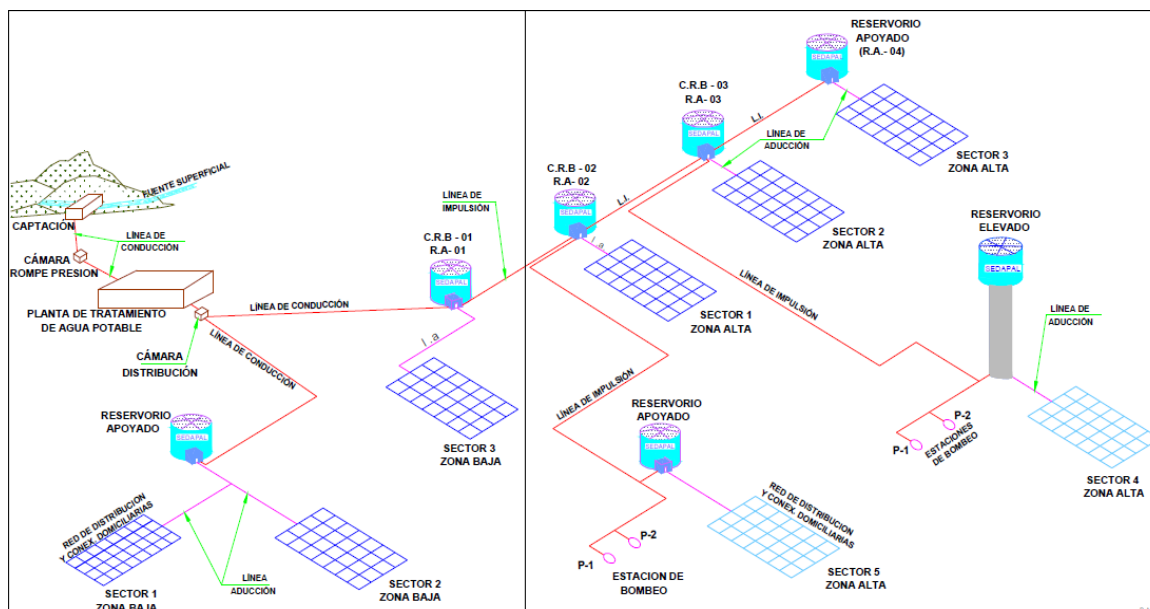 FUENTE SUPERFICIAL
CAPTACIÓN
LÍNEA DE
CONDUCCIÓN
CÁMARA
ROMPE PRESION
PLANTA DE TRATAMIENTO
DE AGUA POTABLE
CÁMARA
DISTRIBUCIÓN
LÍNEA DE CONDUCCIÓN
LÍNEA DE CONDUCCIÓN
RESERVORIO
APOYADO
SEDAPAL
RED DE DISTRIBUCION
Y CONEX. DOMICILIARIAS
SECTOR 1
ZONA BAJA
LÍNEA
ADUCCIÓN
SECTOR 2
ZONA BAJA
C.R.B - 01
R.A- 01
SEDAPAL
l..a
SECTOR 3
ZONA BAJA
LÍNEA DE
IMPULSIÓN
C.R.B - 02
R.A- 02
SEDAPAL
l..a
SECTOR 1
ZONA ALTA
L.I.
C.R.B - 03
R.A- 03
SEDAPAL
L.I.
LÍNEA DE
ADUCCIÓN
SECTOR 2
ZONA ALTA
RESERVORIO
APOYADO
(R.A.- 04)
SEDAPAL
SECTOR 3
ZONA ALTA
RESERVORIO
ELEVADO
SEDAPAL
LÍNEA DE IMPULSIÓN
LÍNEA DE
ADUCCIÓN
P-2
P-1
ESTACIONES
DE BOMBEO
SECTOR 4
ZONA ALTA
LÍNEA DE IMPULSIÓN
RESERVORIO
APOYADO
SEDAPAL
RED DE DISTRIBUCION
Y CONEX. DOMICILIARIAS
P-2
P-1
ESTACION DE
BOMBEO
SECTOR 5
ZONA ALTA